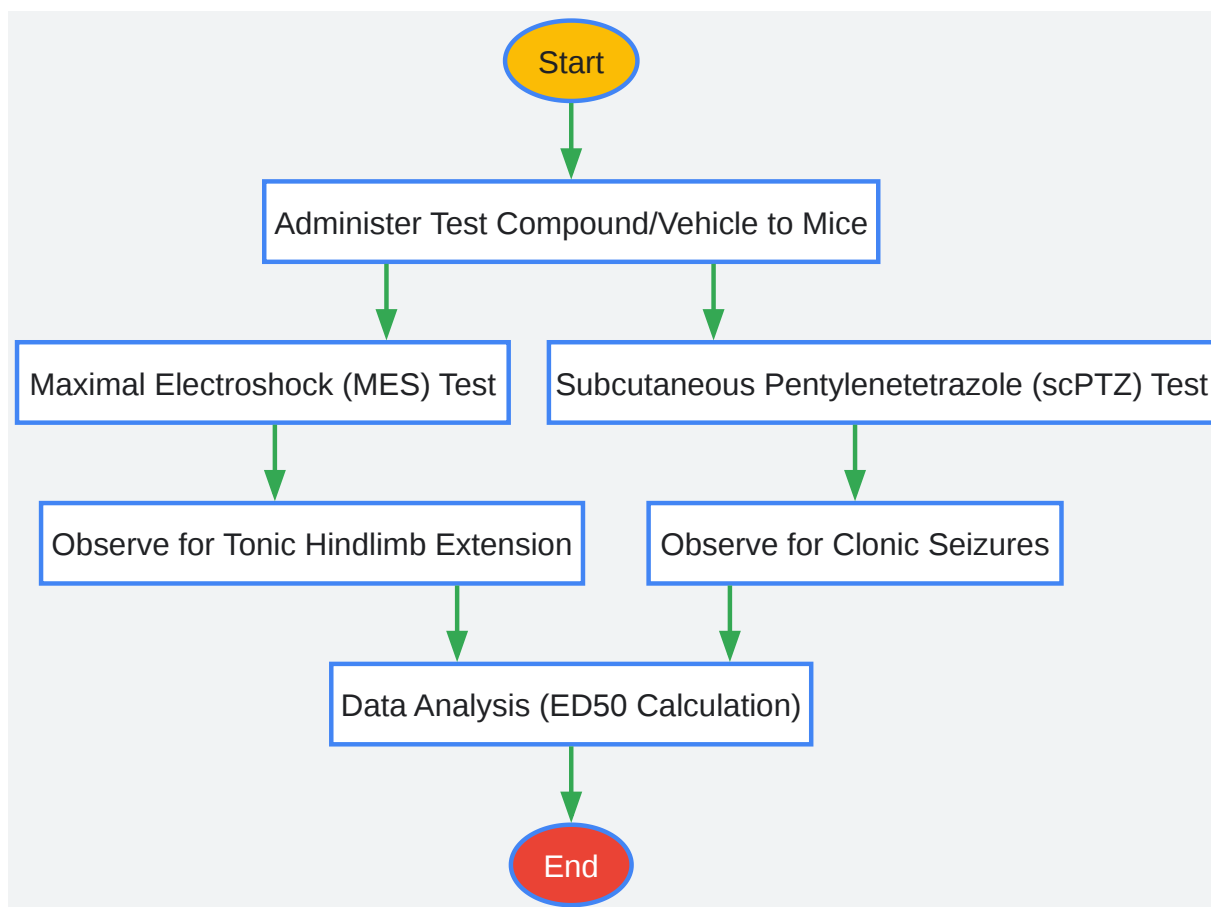 Start
Administer Test Compound/Vehicle to Mice
Maximal Electroshock (MES) Test
Subcutaneous Pentylenetetrazole (scPTZ) Test
Observe for Tonic Hindlimb Extension
Observe for Clonic Seizures
Data Analysis (ED50 Calculation)
End